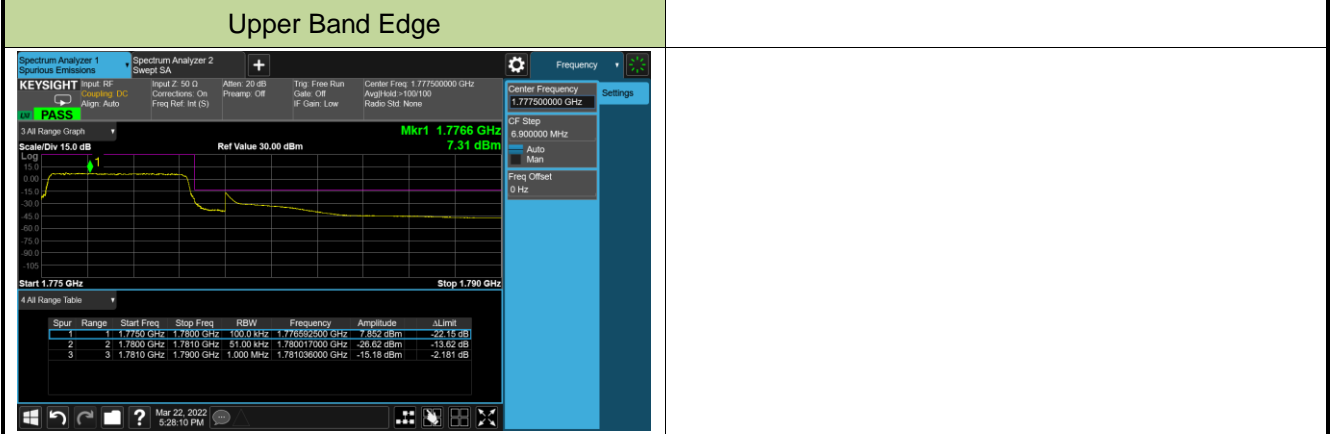 Upper Band Edge
Spectrum Analyzer 1
Spurious Emissions
Spectrum Analyzer 2
Swept SA
Frequency
KEYSIGHT
Input: RF
Coupling: DC
Align: Auto
Input Z: 50 Ω
Corrections: On
Freq Ref: Int (S)
Atten: 20 dB
Preamp: Off
Trig: Free Run
Gate: Off
IF Gain: Low
Center Freq: 1.777500000 GHz
Avg|Hold:>100/100
Radio Std: None
PASS
Center Frequency
1.777500000 GHz
Settings
CF Step
6.900000 MHz
Auto
Man
Freq Offset
0 Hz
3 All Range Graph
Mkr1 1.7766 GHz
Scale/Div 15.0 dB
Ref Value 30.00 dBm
7.31 dBm
Log
1
15.0
0.00
-15.0
-30.0
-45.0
-60.0
-75.0
-90.0
-105
Start 1.775 GHz
Stop 1.790 GHz
4 All Range Table
Spur Range Start Freq Stop Freq RBW Frequency Amplitude ΔLimit
1 1 1.7750 GHz 1.7800 GHz 100.0 kHz 1.776592500 GHz 7.852 dBm -22.15 dB
2 2 1.7800 GHz 1.7810 GHz 51.00 kHz 1.780017000 GHz -26.62 dBm -13.62 dB
3 3 1.7810 GHz 1.7900 GHz 1.000 MHz 1.781036000 GHz -15.18 dBm -2.181 dB
?
Mar 22, 2022
5:28:10 PM